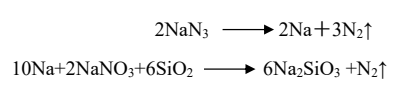 2NaN₃ ⟶ 2Na＋3N₂↑
10Na+2NaNO₃+6SiO₂ ⟶ 6Na₂SiO₃ +N₂↑